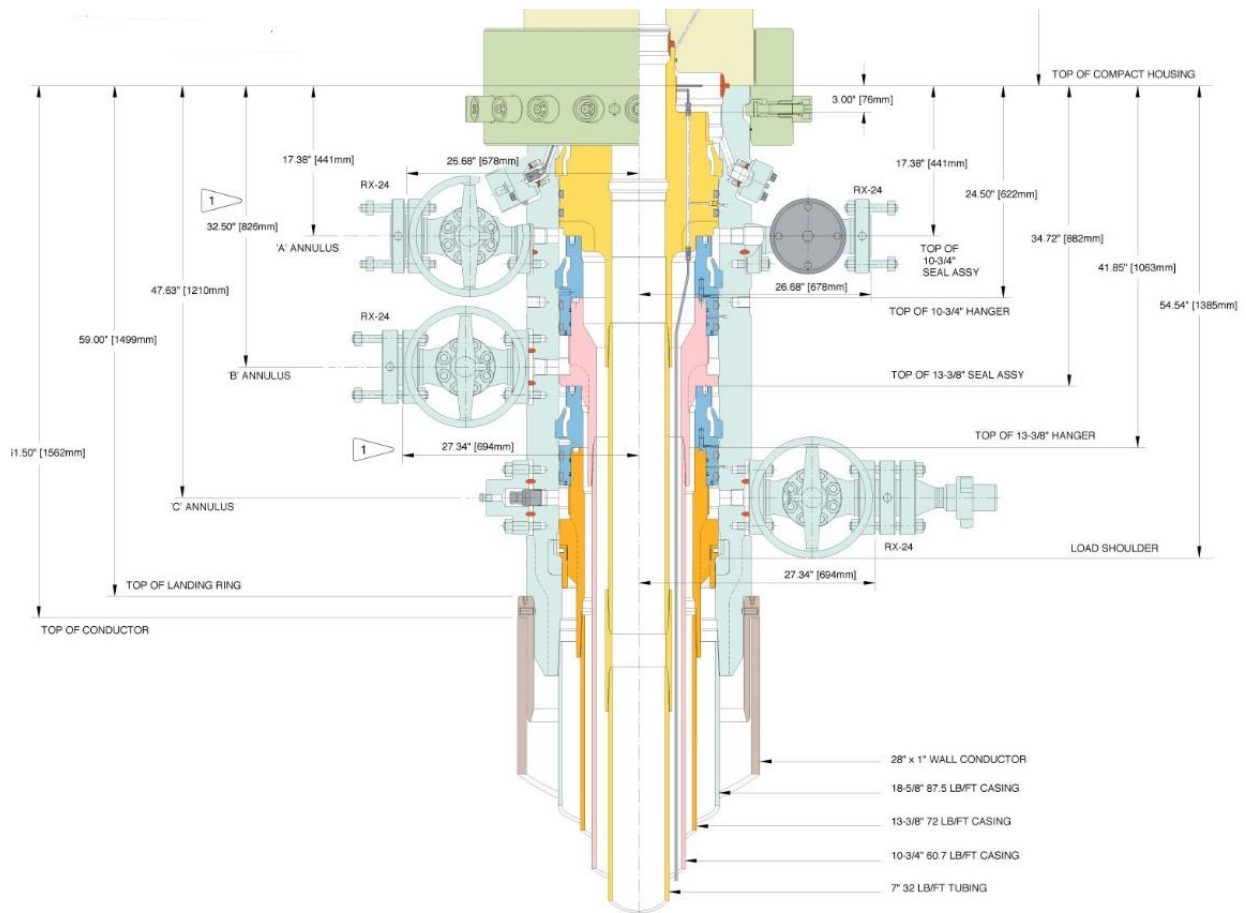 TOP OF COMPACT HOUSING
3.00" [76mm]
17.38" [441mm]
26.68" [678mm]
17.38" [441mm]
24.50" [622mm]
RX-24
RX-24
1
32.50" [826mm]
34.72" [882mm]
'A' ANNULUS
TOP OF
10-3/4"
SEAL ASSY
41.85" [1063mm]
26.68" [678mm]
47.63" [1210mm]
54.54" [1385mm]
TOP OF 10-3/4" HANGER
RX-24
59.00" [1499mm]
'B' ANNULUS
TOP OF 13-3/8" SEAL ASSY
TOP OF 13-3/8" HANGER
1
27.34" [694mm]
i1.50" [1562mm]
'C' ANNULUS
RX-24
LOAD SHOULDER
27.34" [694mm]
TOP OF LANDING RING
TOP OF CONDUCTOR
28" x 1" WALL CONDUCTOR
18-5/8" 87.5 LB/FT CASING
13-3/8" 72 LB/FT CASING
10-3/4" 60.7 LB/FT CASING
7" 32 LB/FT TUBING